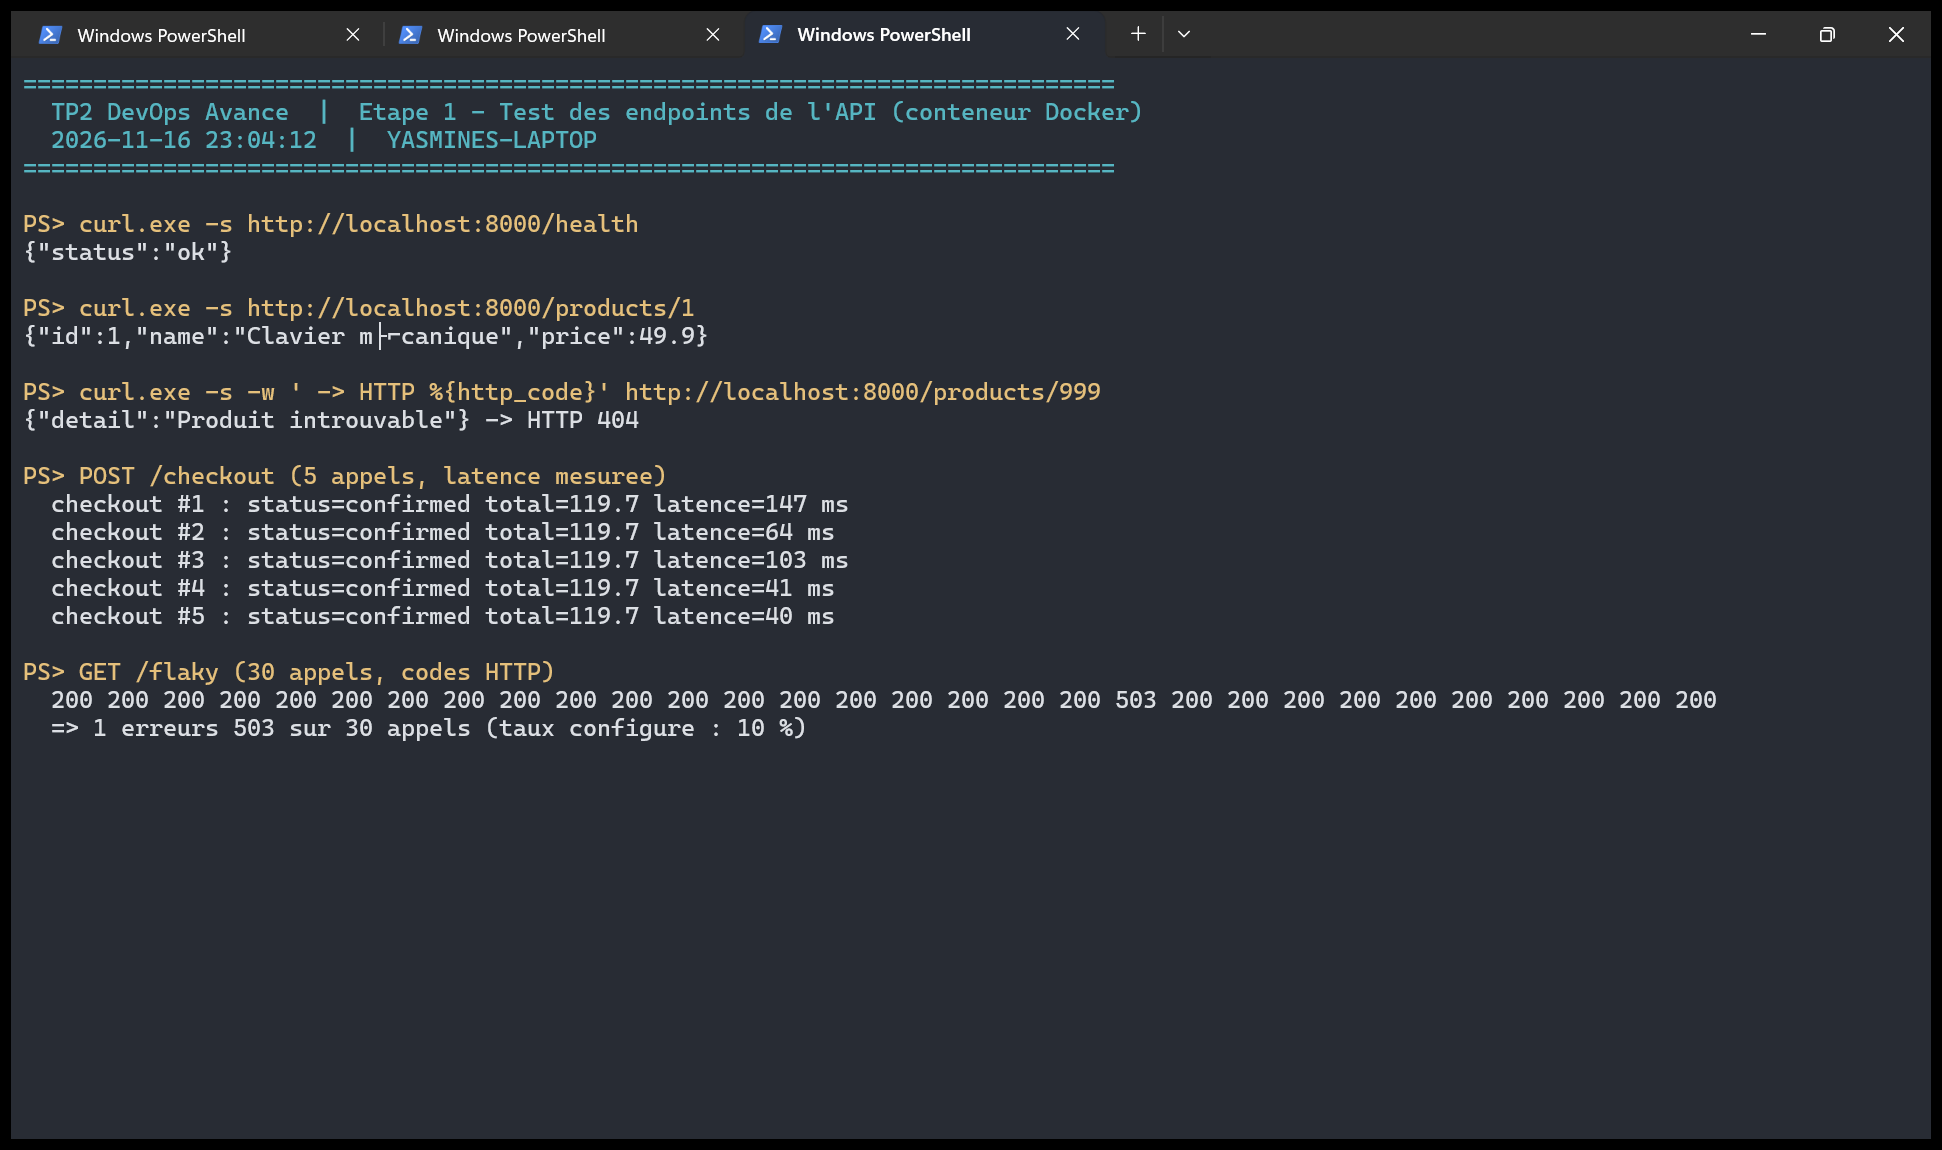 Windows PowerShell
Windows PowerShell
Windows PowerShell
==============================================================================
TP2 DevOps Avance | Etape 1 - Test des endpoints de l'API (conteneur Docker)
2026-11-16 23:04:12 | YASMINES-LAPTOP
==============================================================================
PS> curl.exe -s http://localhost:8000/health
{"status":"ok"}
PS> curl.exe -s http://localhost:8000/products/1
{"id":1,"name":"Clavier m├⌐canique","price":49.9}
PS> curl.exe -s -w ' -> HTTP %{http_code}' http://localhost:8000/products/999
{"detail":"Produit introuvable"} -> HTTP 404
PS> POST /checkout (5 appels, latence mesuree)
checkout #1 : status=confirmed total=119.7 latence=147 ms
checkout #2 : status=confirmed total=119.7 latence=64 ms
checkout #3 : status=confirmed total=119.7 latence=103 ms
checkout #4 : status=confirmed total=119.7 latence=41 ms
checkout #5 : status=confirmed total=119.7 latence=40 ms
PS> GET /flaky (30 appels, codes HTTP)
200 200 200 200 200 200 200 200 200 200 200 200 200 200 200 200 200 200 200 503 200 200 200 200 200 200 200 200 200 200
=> 1 erreurs 503 sur 30 appels (taux configure : 10 %)